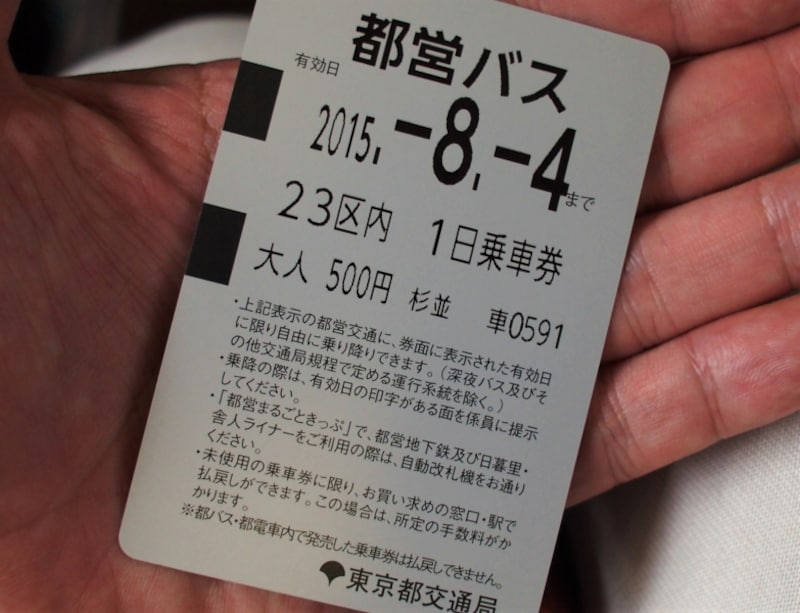 都営バス
有効日
2015.-8.-4まで
23区内 1日乗車券
大人 500円 杉並 車0591
・上記表示の都営交通に、券面に表示された有効日
に限り自由に乗り降りできます。(深夜バス及びそ
の他交通局規程で定める運行系統を除く。)
・乗降の際は、有効日の印字がある面を係員に提示
してください。
・「都営まるごときっぷ」で、都営地下鉄及び日暮里・
舎人ライナーをご利用の際は、自動改札機をお通り
ください。
・未使用の乗車券に限り、お買い求めの窓口・駅で
払戻しができます。この場合は、所定の手数料がか
かります。
※都バス・都電車内で発売した乗車券は払戻しできません。
東京都交通局